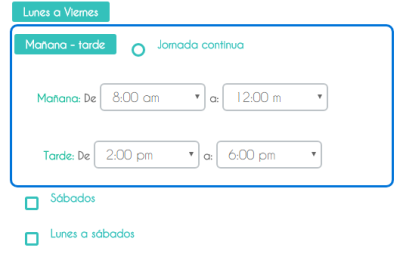 Lunes a Viernes
Mañana - tarde
Jornada continua
Mañana: De 8:00 am a: 12:00 m
Tarde: De 2:00 pm a: 6:00 pm
Sábados
Lunes a sábados